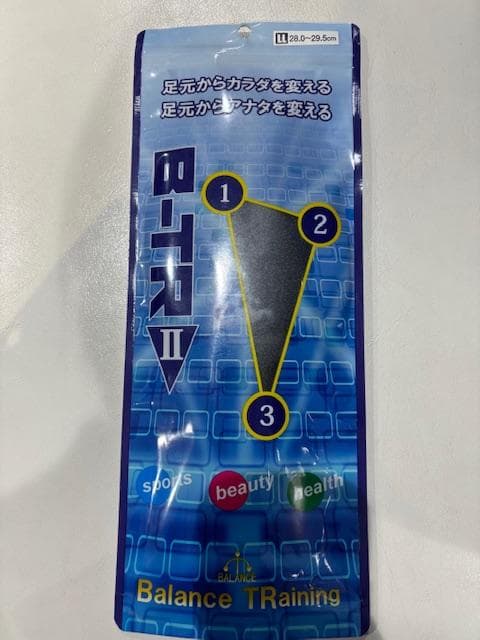 LL 28.0~29.5cm
足元からカラダを変える
足元からアナタを変える
B-TR II
1
2
3
sports
beauty
health
BALANCE
Balance TRaining